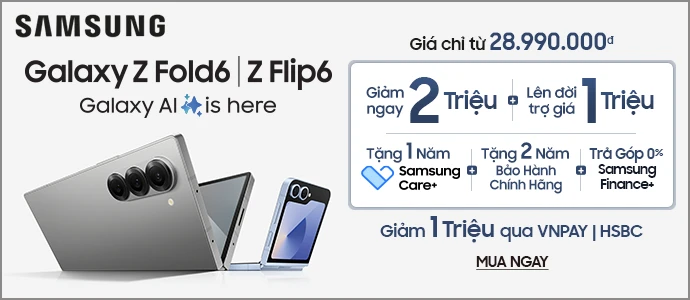 SAMSUNG
Galaxy Z Fold6 | Z Flip6
Galaxy AI is here
Giá chỉ từ 28.990.000đ
Giảm ngay 2 Triệu + Lên đời trợ giá 1 Triệu
Tặng 1 Năm Samsung Care+ + Tặng 2 Năm Bảo Hành Chính Hãng + Trả Góp 0% Samsung Finance+
Giảm 1 Triệu qua VNPAY | HSBC
MUA NGAY